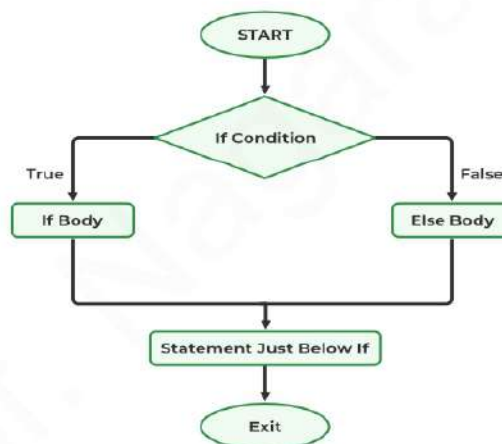 START
If Condition
True
False
If Body
Else Body
Statement Just Below If
Exit